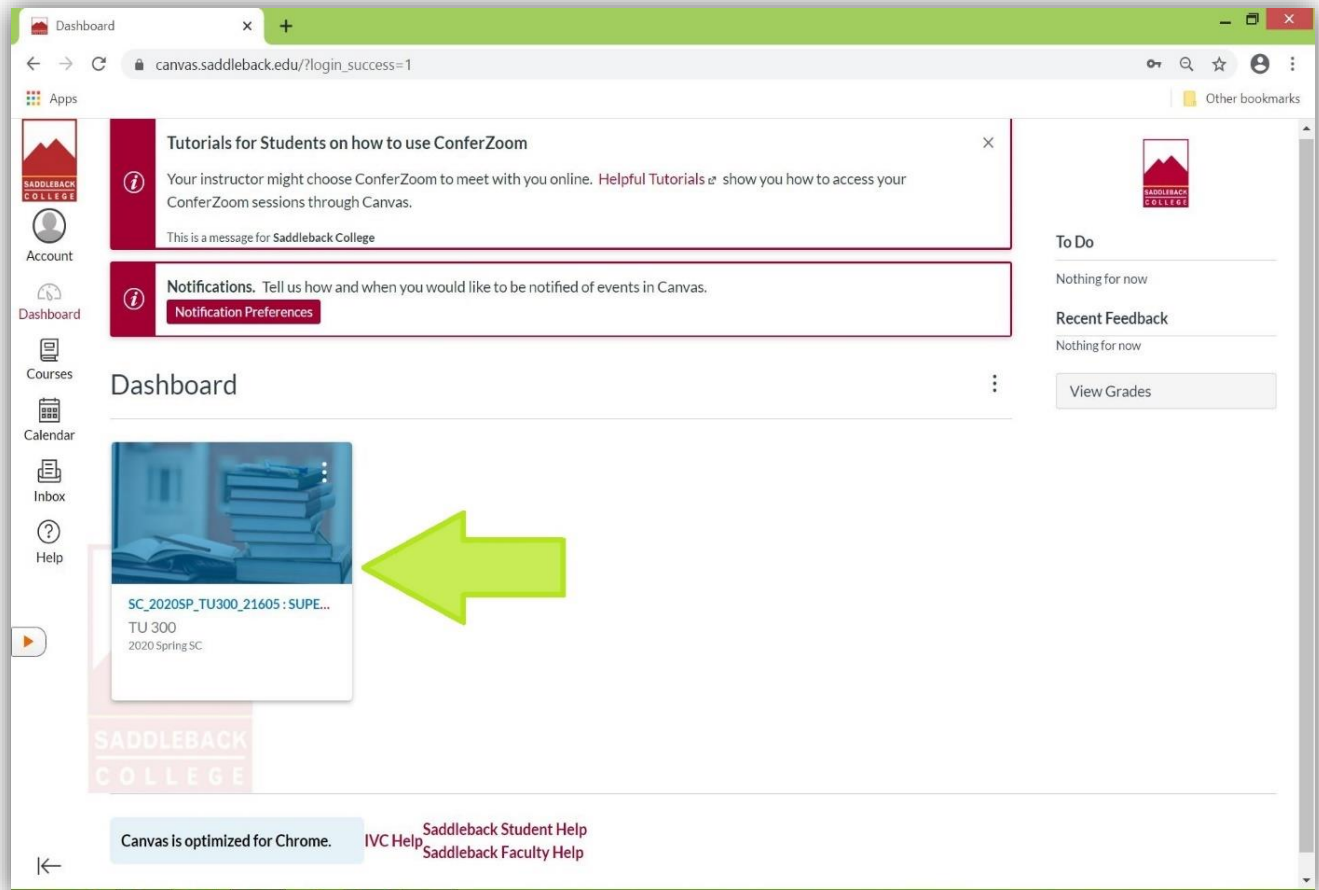 Dashboard
canvas.saddleback.edu/?login_success=1
Apps
Other bookmarks
SADDLEBACK
COLLEGE
Account
Dashboard
Courses
Calendar
Inbox
Help
Tutorials for Students on how to use ConferZoom
Your instructor might choose ConferZoom to meet with you online. Helpful Tutorials show you how to access your
ConferZoom sessions through Canvas.
This is a message for Saddleback College
Notifications. Tell us how and when you would like to be notified of events in Canvas.
Notification Preferences
Dashboard
SC_2020SP_TU300_21605 : SUPE...
TU 300
2020 Spring SC
SADDLEBACK
COLLEGE
SADDLEBACK
COLLEGE
To Do
Nothing for now
Recent Feedback
Nothing for now
View Grades
Canvas is optimized for Chrome.
IVC Help
Saddleback Student Help
Saddleback Faculty Help